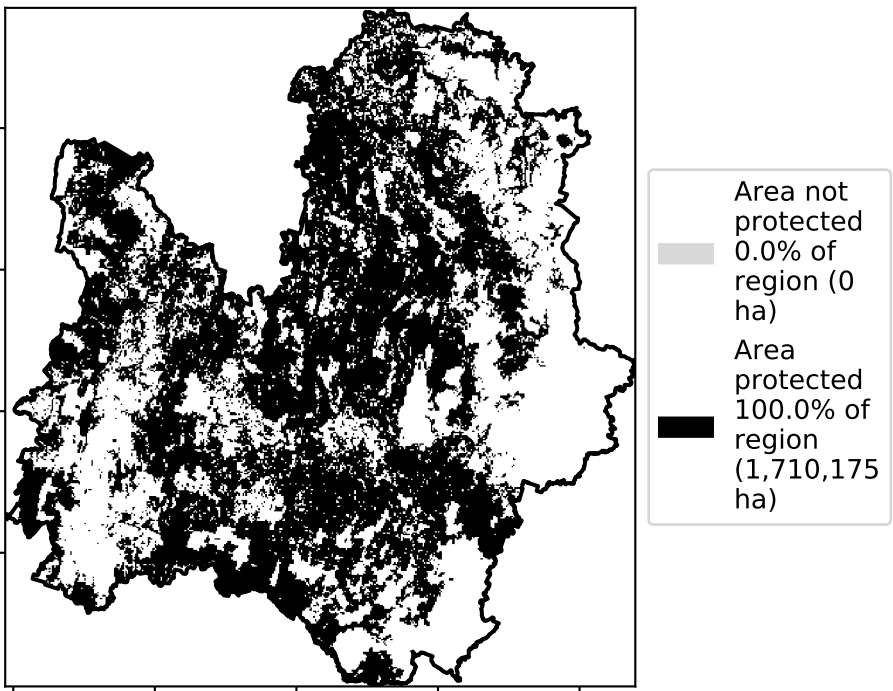 Area not
protected
0.0% of
region (0
ha)
Area
protected
100.0% of
region
(1,710,175
ha)